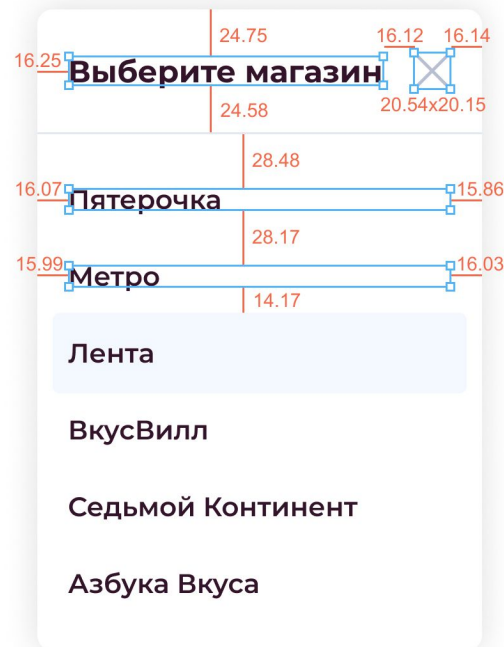 24.75
16.12 16.14
16.25
Выберите магазин
24.58
20.54x20.15
28.48
16.07
Пятерочка
15.86
28.17
15.99
Метро
16.03
14.17
Лента
ВкусВилл
Седьмой Континент
Азбука Вкуса